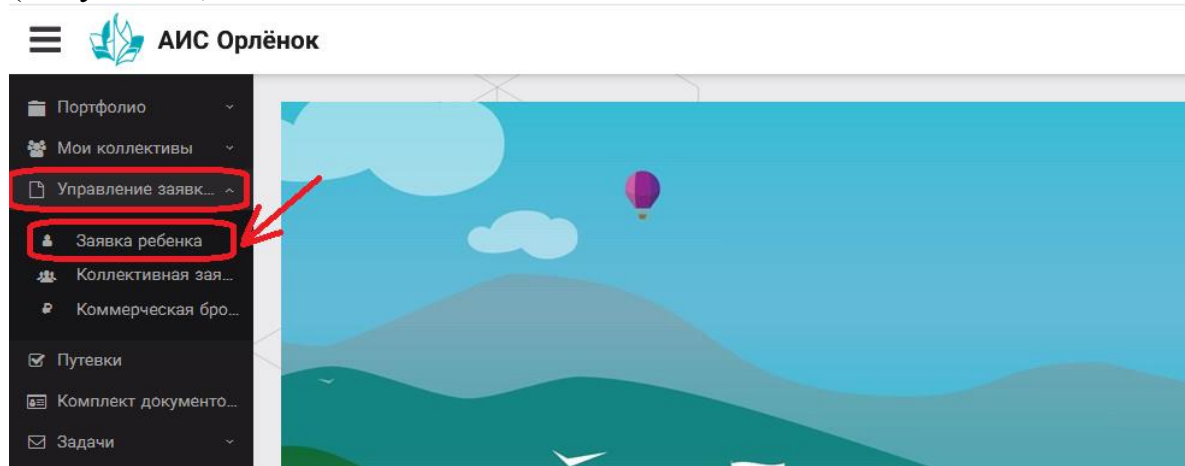 АИС Орлёнок
Портфолио
Мои коллективы
Управление заявк...
Заявка ребенка
Коллективная зая...
Коммерческая бро...
Путевки
Комплект документо...
Задачи